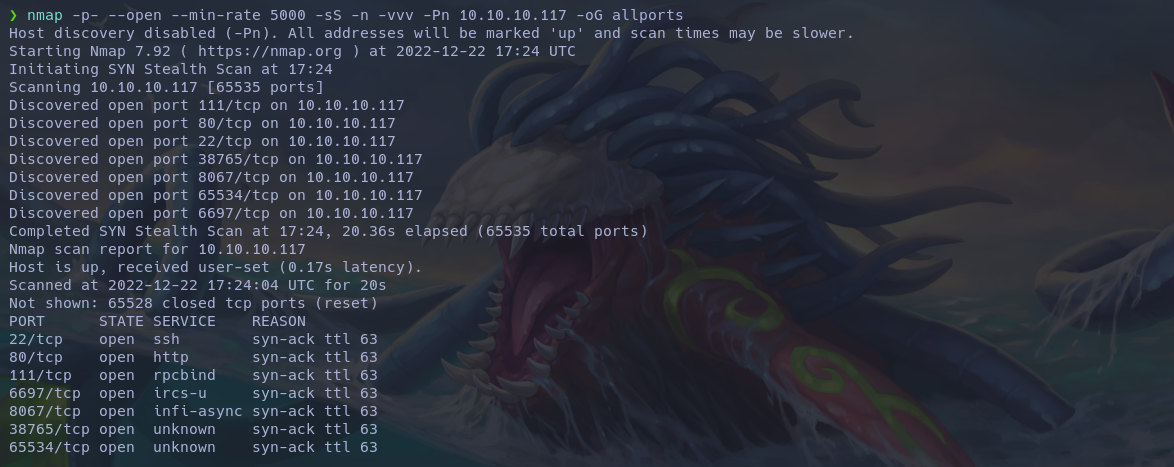 ❯ nmap -p- --open --min-rate 5000 -sS -n -vvv -Pn 10.10.10.117 -oG allports
Host discovery disabled (-Pn). All addresses will be marked 'up' and scan times may be slower.
Starting Nmap 7.92 ( https://nmap.org ) at 2022-12-22 17:24 UTC
Initiating SYN Stealth Scan at 17:24
Scanning 10.10.10.117 [65535 ports]
Discovered open port 111/tcp on 10.10.10.117
Discovered open port 80/tcp on 10.10.10.117
Discovered open port 22/tcp on 10.10.10.117
Discovered open port 38765/tcp on 10.10.10.117
Discovered open port 8067/tcp on 10.10.10.117
Discovered open port 65534/tcp on 10.10.10.117
Discovered open port 6697/tcp on 10.10.10.117
Completed SYN Stealth Scan at 17:24, 20.36s elapsed (65535 total ports)
Nmap scan report for 10.10.10.117
Host is up, received user-set (0.17s latency).
Scanned at 2022-12-22 17:24:04 UTC for 20s
Not shown: 65528 closed tcp ports (reset)
PORT      STATE SERVICE    REASON
22/tcp    open  ssh        syn-ack ttl 63
80/tcp    open  http       syn-ack ttl 63
111/tcp   open  rpcbind    syn-ack ttl 63
6697/tcp  open  ircs-u     syn-ack ttl 63
8067/tcp  open  infi-async syn-ack ttl 63
38765/tcp open  unknown    syn-ack ttl 63
65534/tcp open  unknown    syn-ack ttl 63